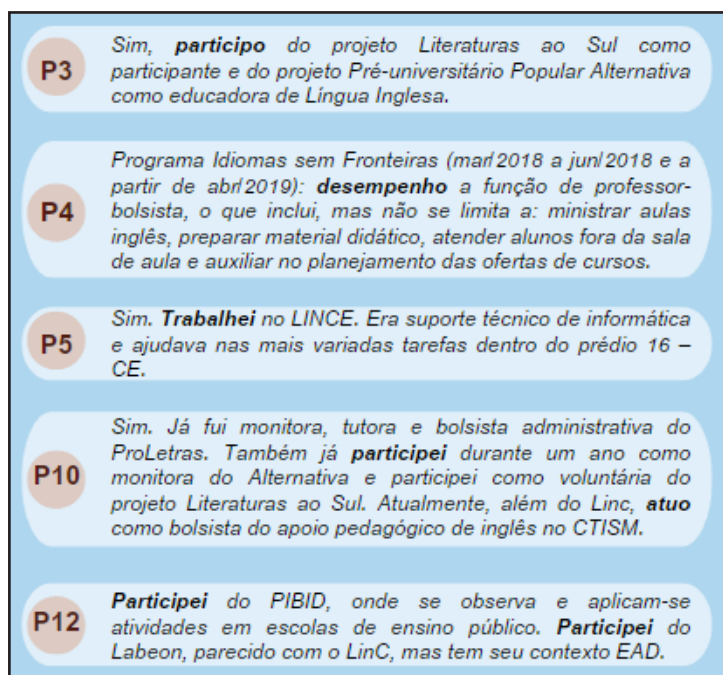 P3
Sim, participo do projeto Literaturas ao Sul como
participante e do projeto Pré-universitário Popular Alternativa
como educadora de Língua Inglesa.
P4
Programa Idiomas sem Fronteiras (mar/2018 a jun/2018 e a
partir de abr/2019): desempenho a função de professor-
bolsista, o que inclui, mas não se limita a: ministrar aulas
inglês, preparar material didático, atender alunos fora da sala
de aula e auxiliar no planejamento das ofertas de cursos.
P5
Sim. Trabalhei no LINCE. Era suporte técnico de informática
e ajudava nas mais variadas tarefas dentro do prédio 16 –
CE.
P10
Sim. Já fui monitora, tutora e bolsista administrativa do
ProLetras. Também já participei durante um ano como
monitora do Alternativa e participei como voluntária do
projeto Literaturas ao Sul. Atualmente, além do Linc, atuo
como bolsista do apoio pedagógico de inglês no CTISM.
P12
Participei do PIBID, onde se observa e aplicam-se
atividades em escolas de ensino público. Participei do
Labeon, parecido com o LinC, mas tem seu contexto EAD.